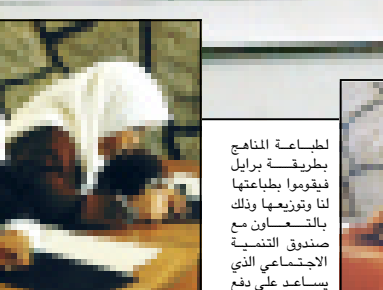 لطباعة المناهج
بطريقة برايل
فيقوموا بطباعتها
لنا وتوزيعها وذلك
بالتعاون مع
صندوق التنمية
الاجتماعي الذي
يساعد على دفع